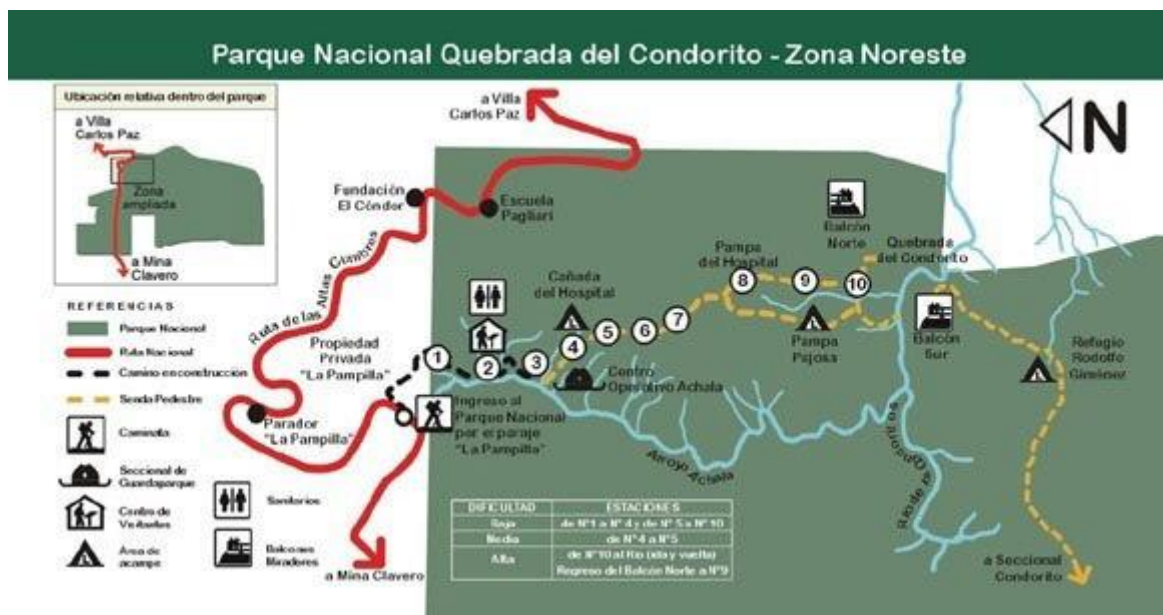 Parque Nacional Quebrada del Condorito - Zona Noreste
Ubicación relativa dentro del parque
a Villa
Carlos Paz
Zona
ampliada
a Mina
Clavero
REFERENCIAS
Parque Nacional
Ruta Nacional
Camino en construcción
Senda Pedestre
Caminata
Seccional de
Guardaparque
Centro de
Visitantes
Área de
acampe
Sanitarios
Balcones
Miradores
a Villa
Carlos Paz
N
Fundación
El Cóndor
Escuela
Pagliari
Ruta de las Altas Cumbres
Propiedad
Privada
"La Pampilla"
Parador
"La Pampilla"
Ingreso al
Parque Nacional
por el paraje
"La Pampilla"
a Mina Clavero
Cañada
del Hospital
Centro
Operativo Achala
Pampa
del Hospital
Balcón
Norte
Quebrada
del Condorito
Pampa
Pajosa
Balcón
Sur
Refugio
Rodolfo
Giménez
Arroyo Achala
a Seccional
Condorito
1
2
3
4
5
6
7
8
9
10
DIFICULTAD ESTACIONES
Baja de Nº1 a Nº 4 y de Nº 5 a Nº 10
Media de Nº 4 a Nº5
Alta de Nº10 al Río (ida y vuelta)
Regreso del Balcón Norte a Nº9